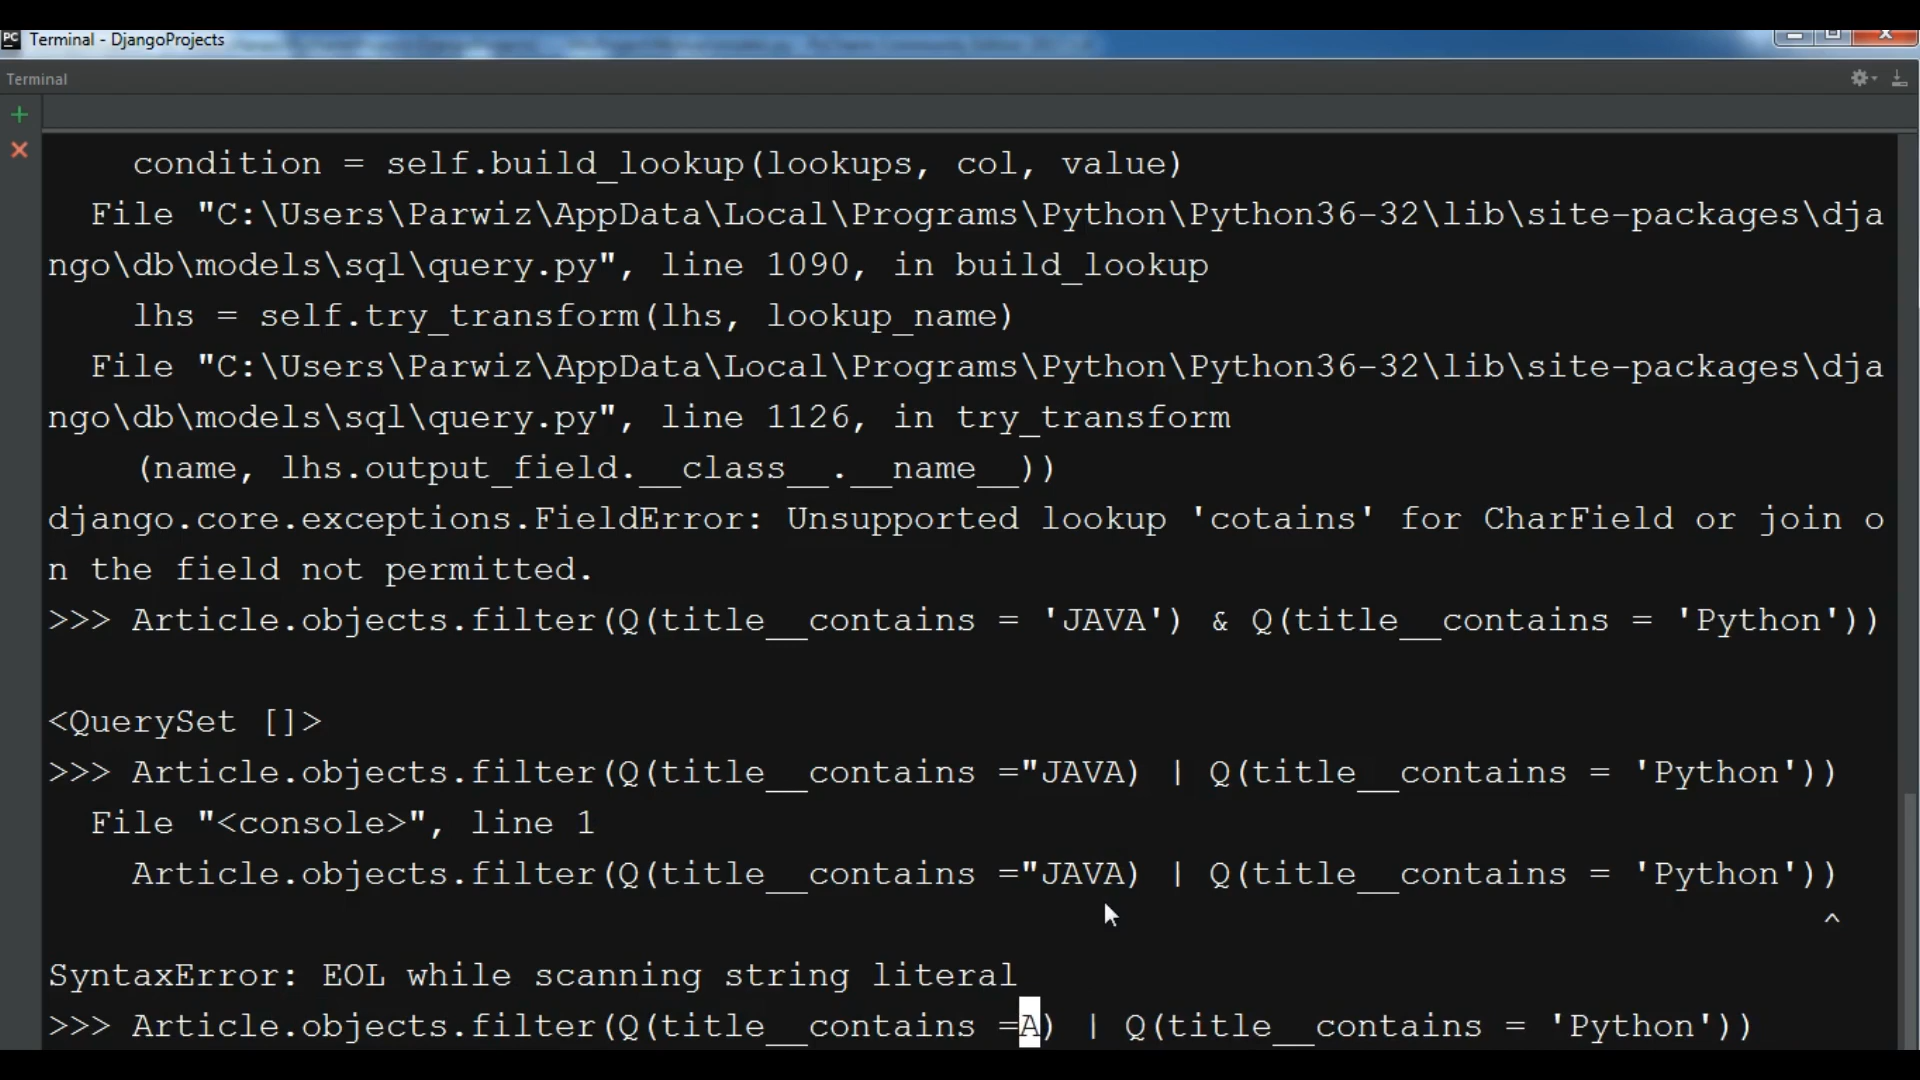 PC Terminal - DjangoProjects
Terminal
    condition = self.build_lookup(lookups, col, value)
  File "C:\Users\Parwiz\AppData\Local\Programs\Python\Python36-32\lib\site-packages\dja
ngo\db\models\sql\query.py", line 1090, in build_lookup
    lhs = self.try_transform(lhs, lookup_name)
  File "C:\Users\Parwiz\AppData\Local\Programs\Python\Python36-32\lib\site-packages\dja
ngo\db\models\sql\query.py", line 1126, in try_transform
    (name, lhs.output_field.__class__.__name__))
django.core.exceptions.FieldError: Unsupported lookup 'cotains' for CharField or join o
n the field not permitted.
>>> Article.objects.filter(Q(title__contains = 'JAVA') & Q(title__contains = 'Python'))
<QuerySet []>
>>> Article.objects.filter(Q(title__contains ="JAVA) | Q(title__contains = 'Python'))
  File "<console>", line 1
    Article.objects.filter(Q(title__contains ="JAVA) | Q(title__contains = 'Python'))
^
SyntaxError: EOL while scanning string literal
>>> Article.objects.filter(Q(title__contains =A) | Q(title__contains = 'Python'))